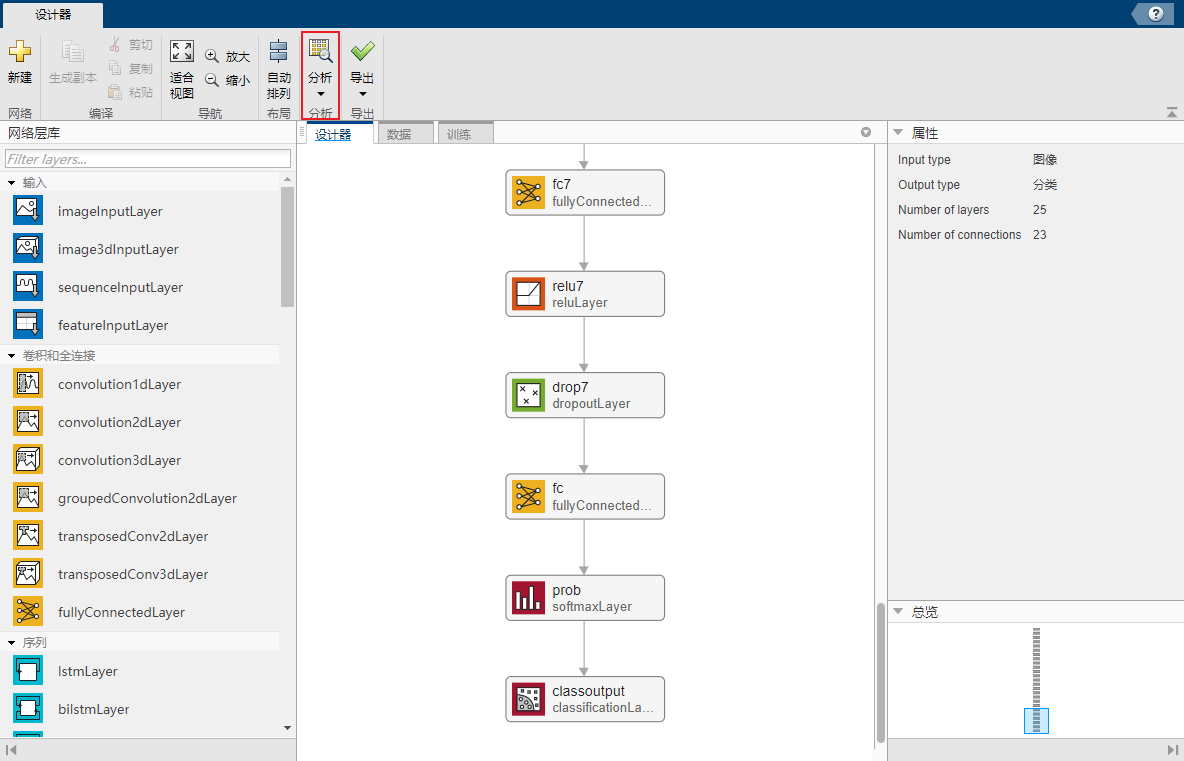 设计器
新建
生成副本
剪切
复制
粘贴
适合
视图
放大
缩小
自动
排列
分析
导出
网络
编译
导航
布局
分析
导出
网络层库
Filter layers...
输入
imageInputLayer
image3dInputLayer
sequenceInputLayer
featureInputLayer
卷积和全连接
convolution1dLayer
convolution2dLayer
convolution3dLayer
groupedConvolution2dLayer
transposedConv2dLayer
transposedConv3dLayer
fullyConnectedLayer
序列
lstmLayer
bilstmLayer
设计器
数据
训练
fc7
fullyConnected...
relu7
reluLayer
drop7
dropoutLayer
fc
fullyConnected...
prob
softmaxLayer
classoutput
classificationLa...
属性
Input type 图像
Output type 分类
Number of layers 25
Number of connections 23
总览